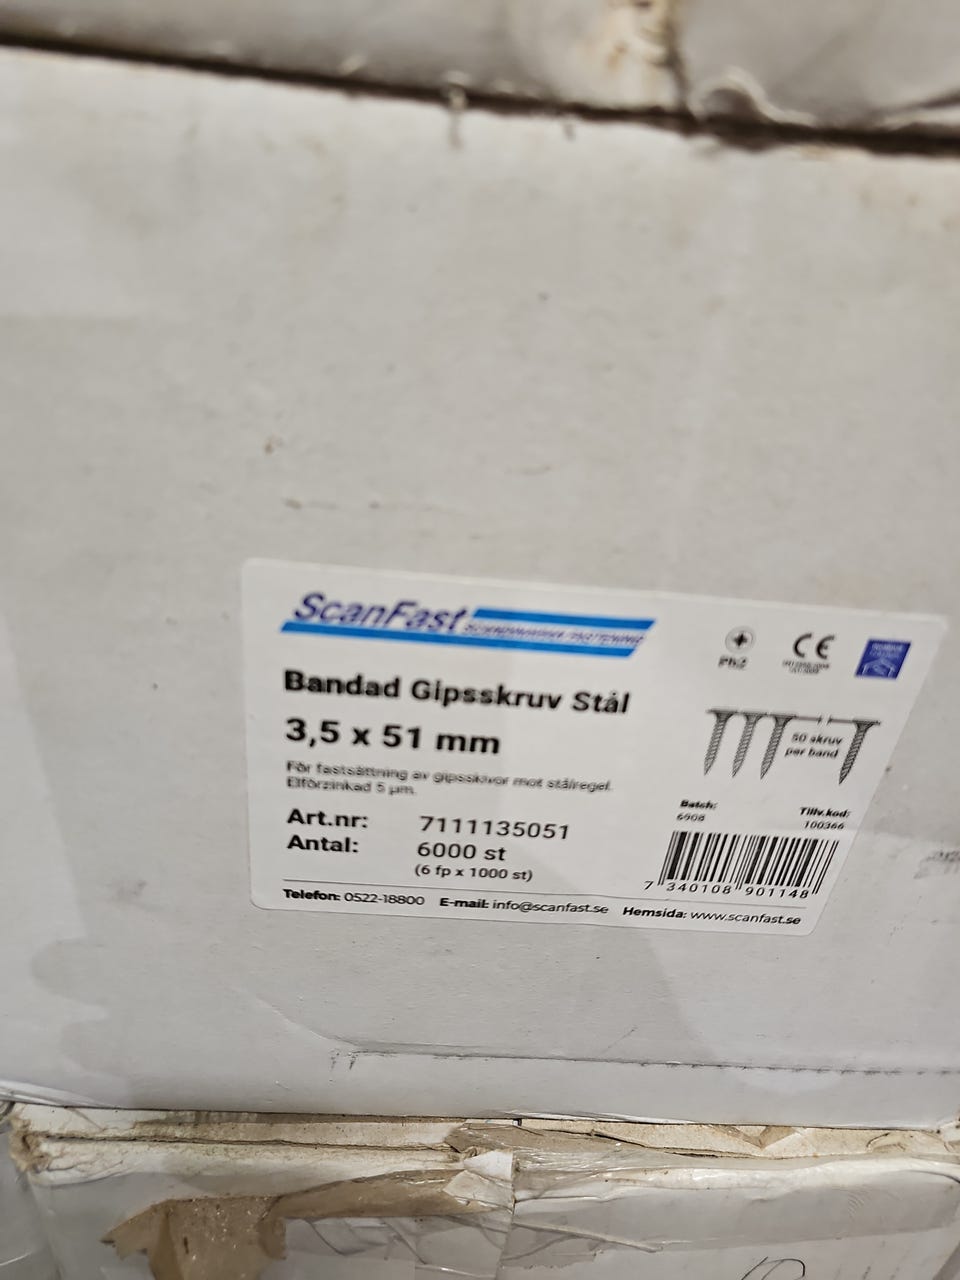 ScanFast
SCANDINAVIAN FASTENING
Ph2
CE
Bandad Gipsskruv Stål
3,5 x 51 mm
50 skruv
per band
För fastsättning av gipsskivor mot stålregel.
Elförzinkad 5 µm.
Batch:
6908
Tillv.kod:
100366
Art.nr: 7111135051
Antal: 6000 st
(6 fp x 1000 st)
7 340108 901148
Telefon: 0522-18800 E-mail: info@scanfast.se Hemsida: www.scanfast.se